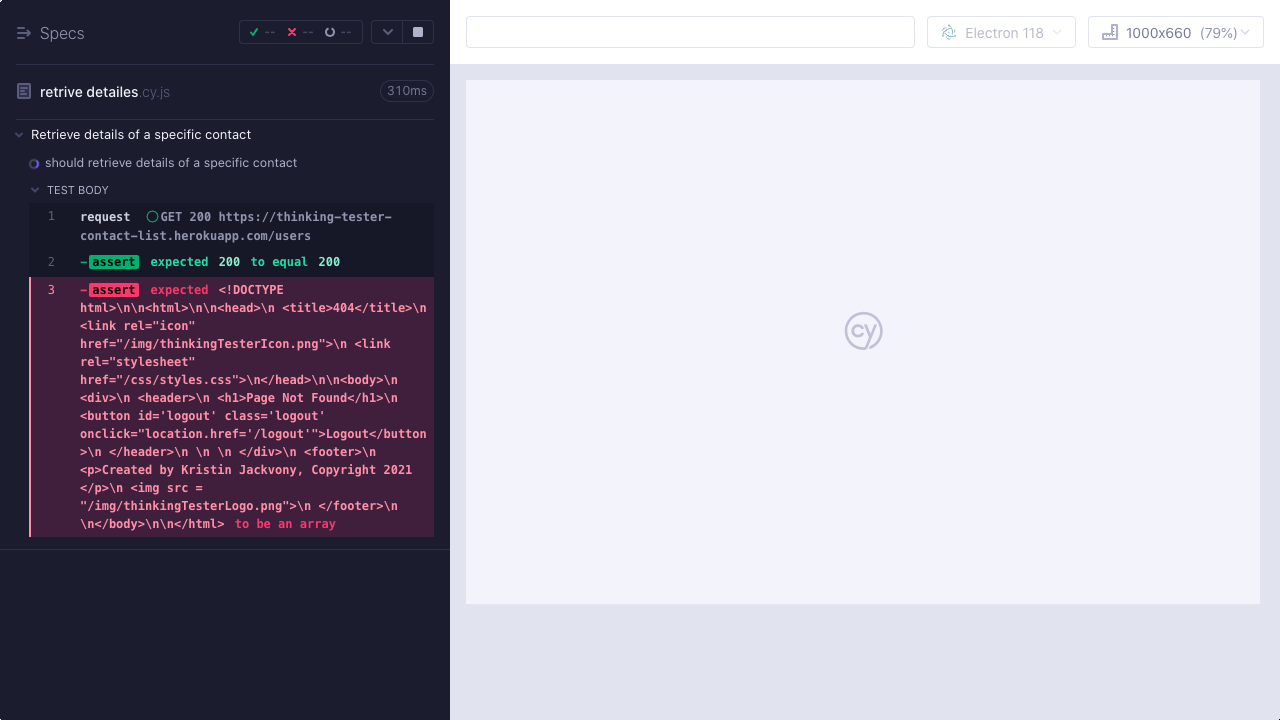 Specs
-- -- --
Electron 118
1000x660 (79%)
retrive detailes.cy.js
310ms
Retrieve details of a specific contact
should retrieve details of a specific contact
TEST BODY
1 request GET 200 https://thinking-tester-
contact-list.herokuapp.com/users
2 -assert expected 200 to equal 200
3 -assert expected <!DOCTYPE
html>\n\n<html>\n\n<head>\n <title>404</title>\n
<link rel="icon"
href="/img/thinkingTesterIcon.png">\n <link
rel="stylesheet"
href="/css/styles.css">\n</head>\n\n<body>\n
<div>\n <header>\n <h1>Page Not Found</h1>\n
<button id='logout' class='logout'
onclick="location.href='/logout'">Logout</button
>\n </header>\n \n \n </div>\n <footer>\n
<p>Created by Kristin Jackvony, Copyright 2021
</p>\n <img src =
"/img/thinkingTesterLogo.png">\n </footer>\n
\n</body>\n\n</html> to be an array
cy